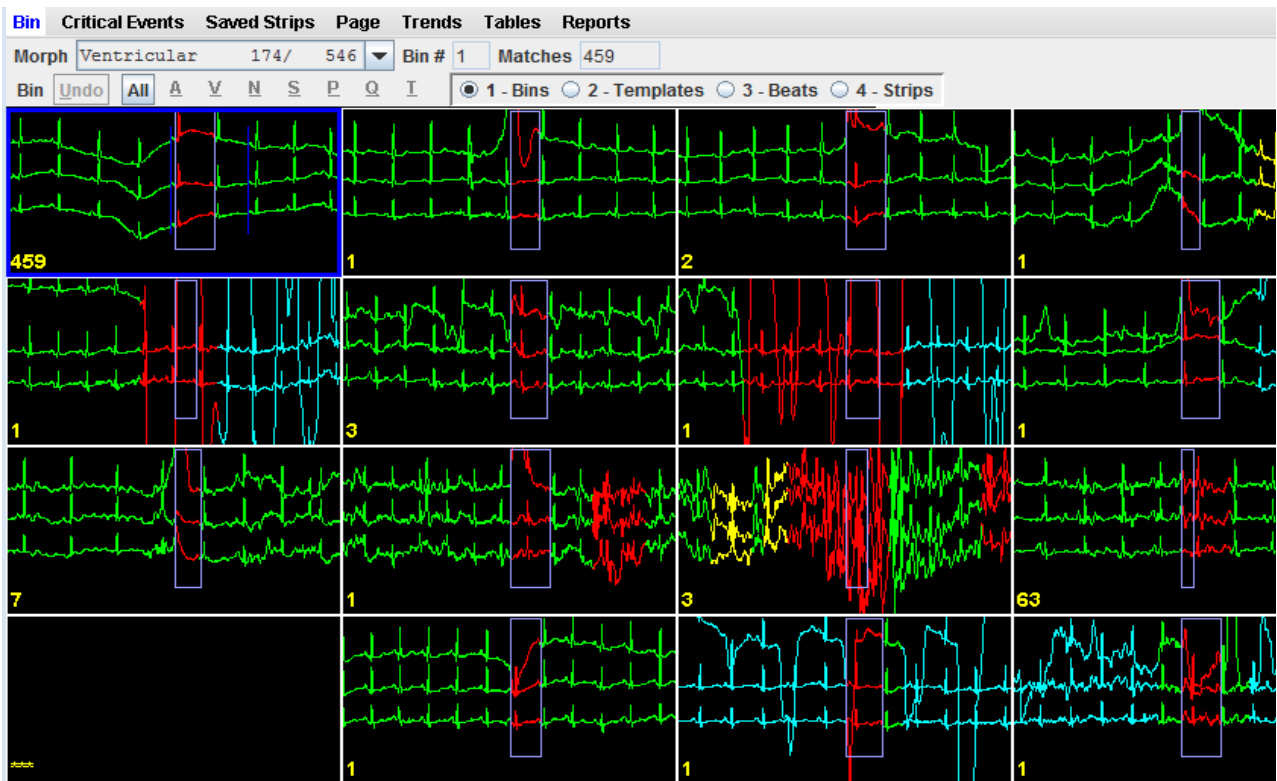 Bin Critical Events Saved Strips Page Trends Tables Reports
Morph Ventricular 174/ 546 Bin # 1 Matches 459
Bin Undo All A V N S P Q T 1 - Bins 2 - Templates 3 - Beats 4 - Strips
459 1 2 1
1 3 1 1
7 1 3 63
1 1 1